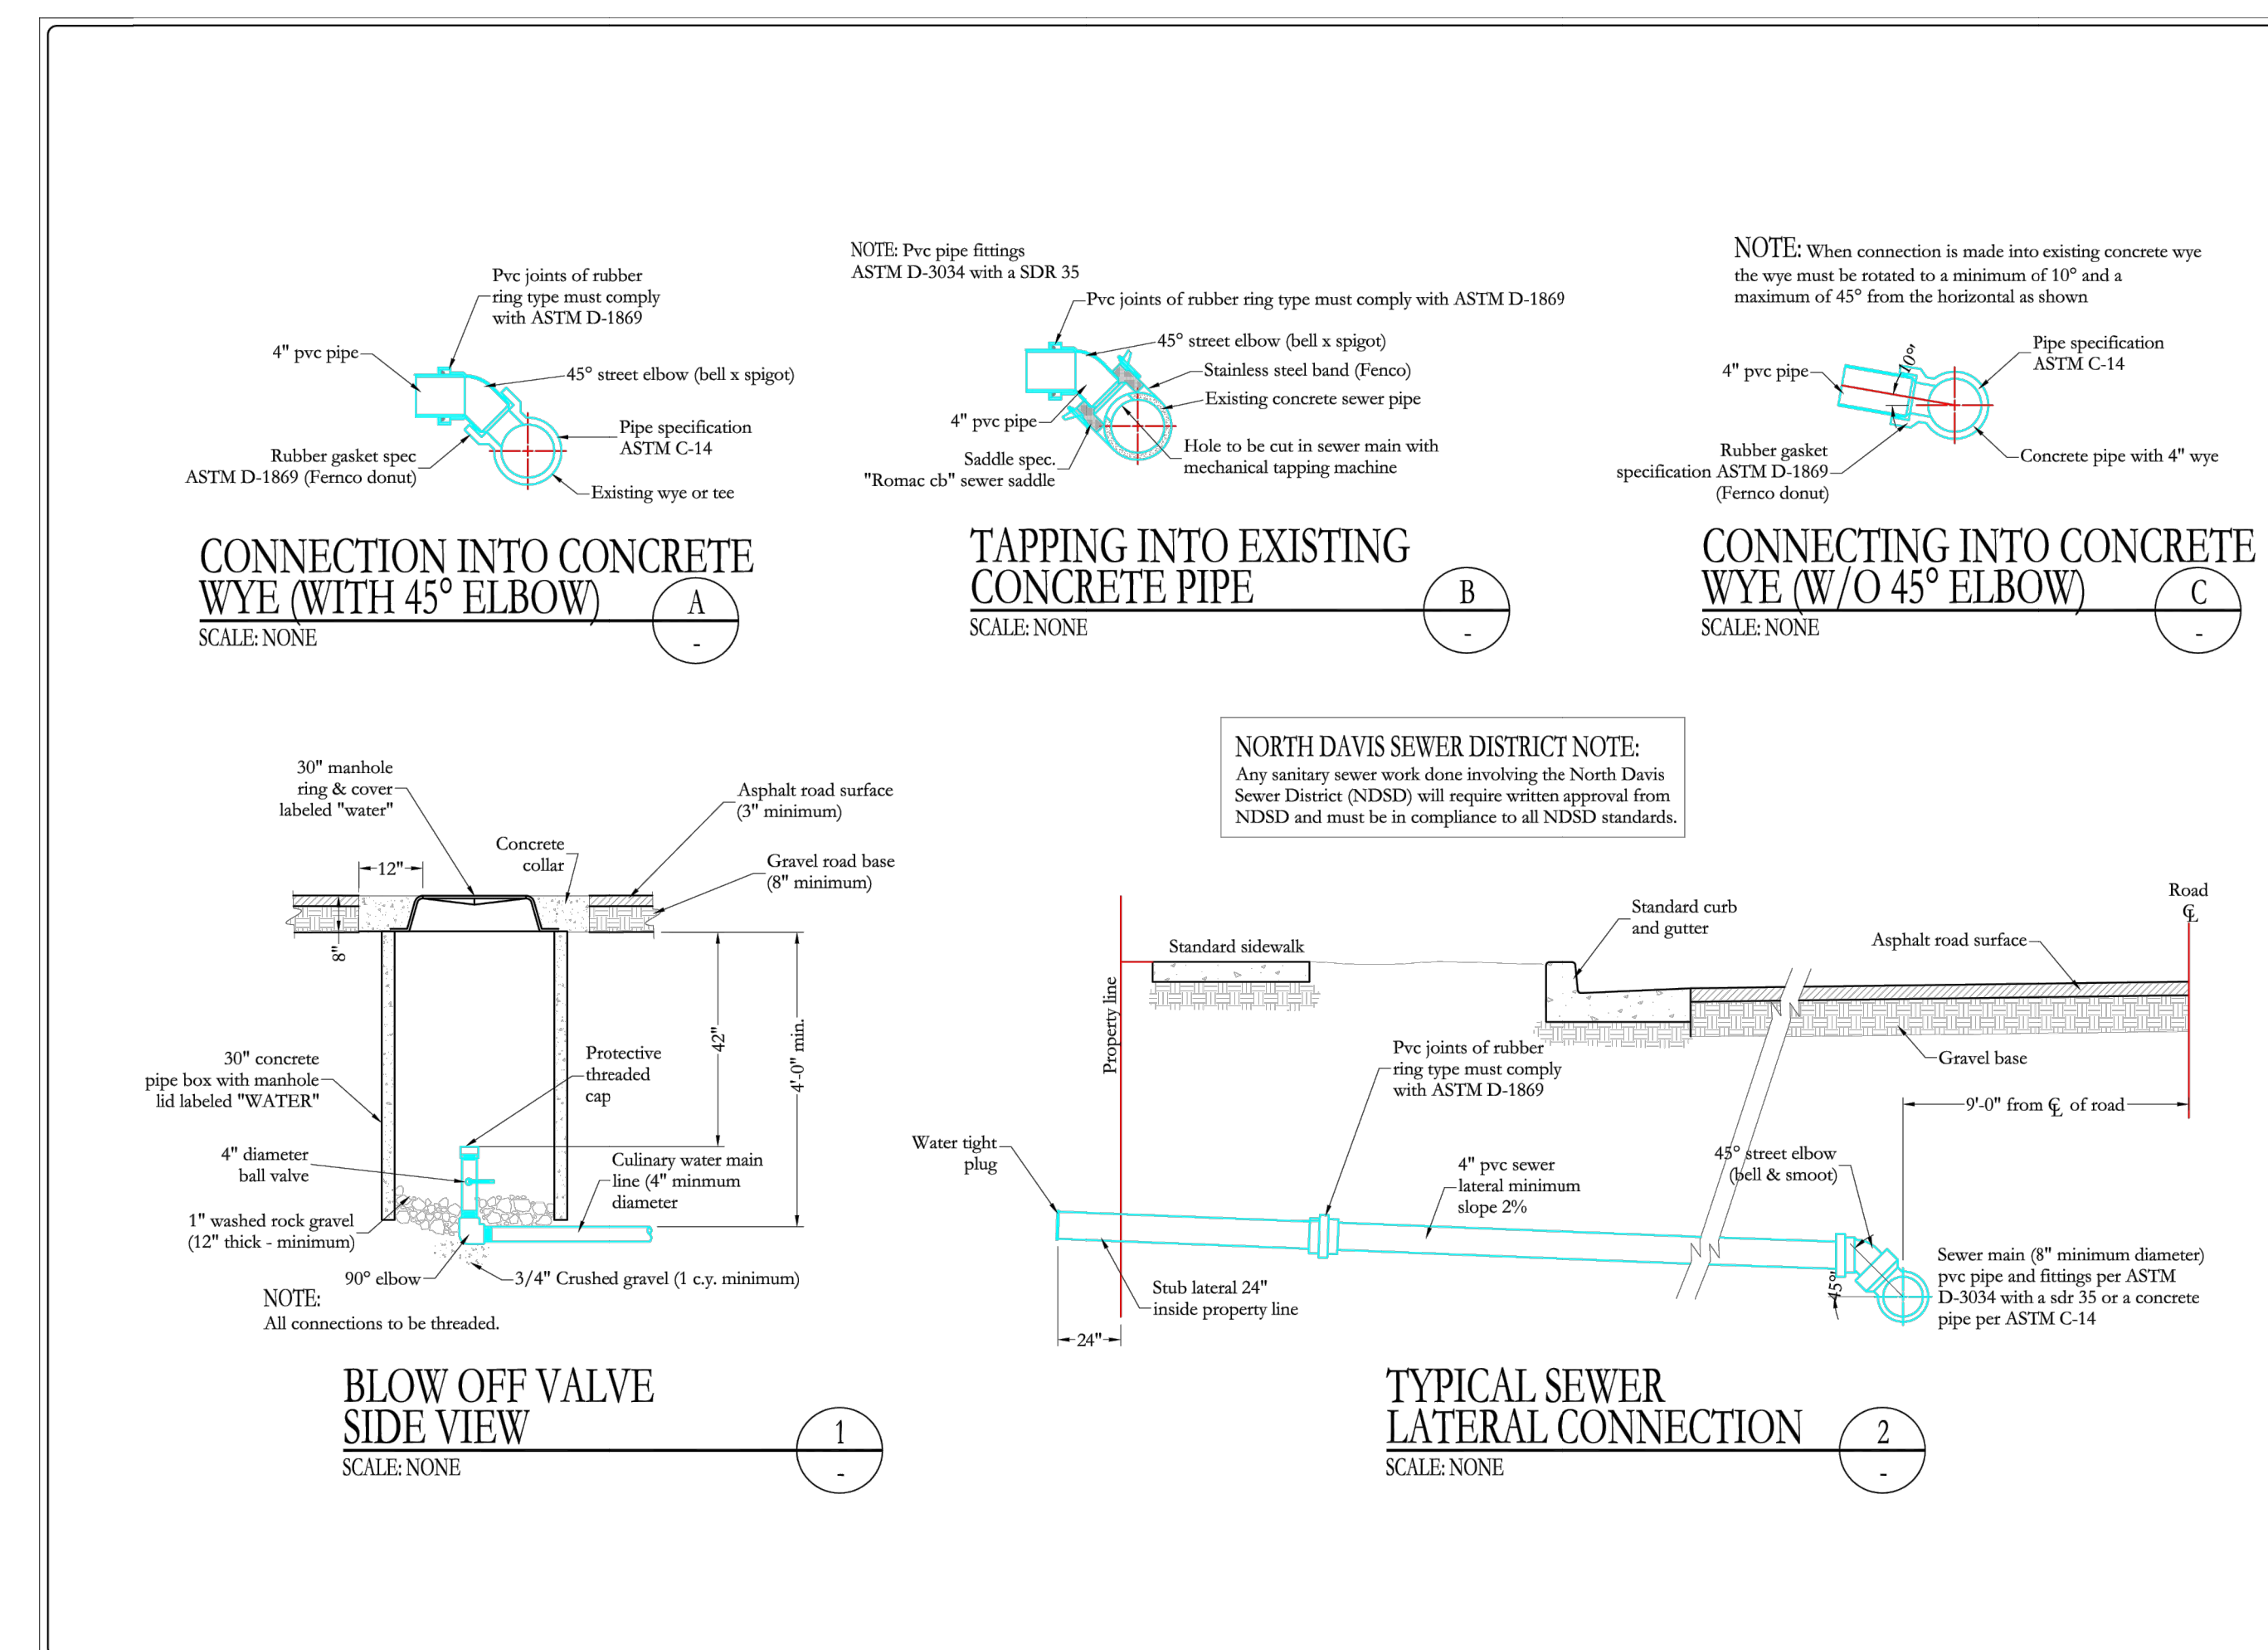 Pvc joints of rubber
ring type must comply
with ASTM D-1869
4" pvc pipe
45° street elbow (bell x spigot)
Pipe specification
ASTM C-14
Rubber gasket spec
ASTM D-1869 (Fernco donut)
Existing wye or tee
CONNECTION INTO CONCRETE
WYE (WITH 45° ELBOW)
A
-
SCALE: NONE
NOTE: Pvc pipe fittings
ASTM D-3034 with a SDR 35
Pvc joints of rubber ring type must comply with ASTM D-1869
45° street elbow (bell x spigot)
Stainless steel band (Fenco)
Existing concrete sewer pipe
4" pvc pipe
Hole to be cut in sewer main with
mechanical tapping machine
Saddle spec.
"Romac cb" sewer saddle
TAPPING INTO EXISTING
CONCRETE PIPE
B
-
SCALE: NONE
NOTE: When connection is made into existing concrete wye
the wye must be rotated to a minimum of 10° and a
maximum of 45° from the horizontal as shown
Pipe specification
ASTM C-14
10°
4" pvc pipe
Rubber gasket
specification ASTM D-1869
(Fernco donut)
Concrete pipe with 4" wye
CONNECTING INTO CONCRETE
WYE (W/O 45° ELBOW)
C
-
SCALE: NONE
30" manhole
ring & cover
labeled "water"
Asphalt road surface
(3" minimum)
Concrete
collar
Gravel road base
(8" minimum)
12"
8"
42"
4'-0" min.
30" concrete
pipe box with manhole
lid labeled "WATER"
Protective
threaded
cap
4" diameter
ball valve
Culinary water main
line (4" minmum
diameter
1" washed rock gravel
(12" thick - minimum)
90° elbow
3/4" Crushed gravel (1 c.y. minimum)
NOTE:
All connections to be threaded.
BLOW OFF VALVE
SIDE VIEW
1
-
SCALE: NONE
NORTH DAVIS SEWER DISTRICT NOTE:
Any sanitary sewer work done involving the North Davis
Sewer District (NDSD) will require written approval from
NDSD and must be in compliance to all NDSD standards.
Road
℄
Standard curb
and gutter
Asphalt road surface
Standard sidewalk
Property line
Gravel base
Pvc joints of rubber
ring type must comply
with ASTM D-1869
9'-0" from ℄ of road
Water tight
plug
4" pvc sewer
lateral minimum
slope 2%
45° street elbow
(bell & smoot)
45°
Sewer main (8" minimum diameter)
pvc pipe and fittings per ASTM
D-3034 with a sdr 35 or a concrete
pipe per ASTM C-14
Stub lateral 24"
inside property line
24"
TYPICAL SEWER
LATERAL CONNECTION
2
-
SCALE: NONE